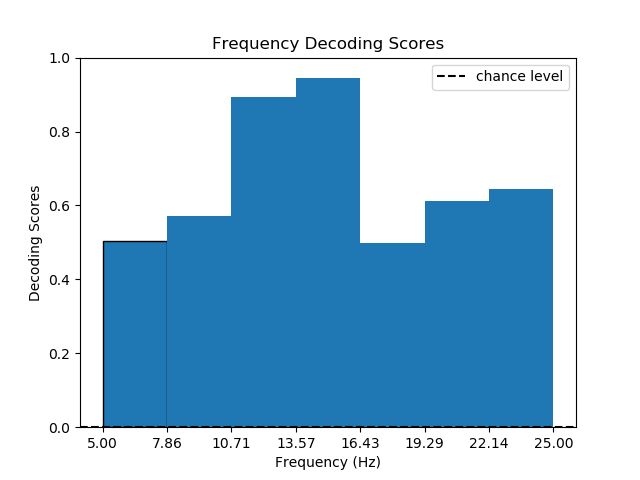 Frequency Decoding Scores
chance level
1.0
0.8
0.6
0.4
0.2
0.0
Decoding Scores
5.00 7.86 10.71 13.57 16.43 19.29 22.14 25.00
Frequency (Hz)